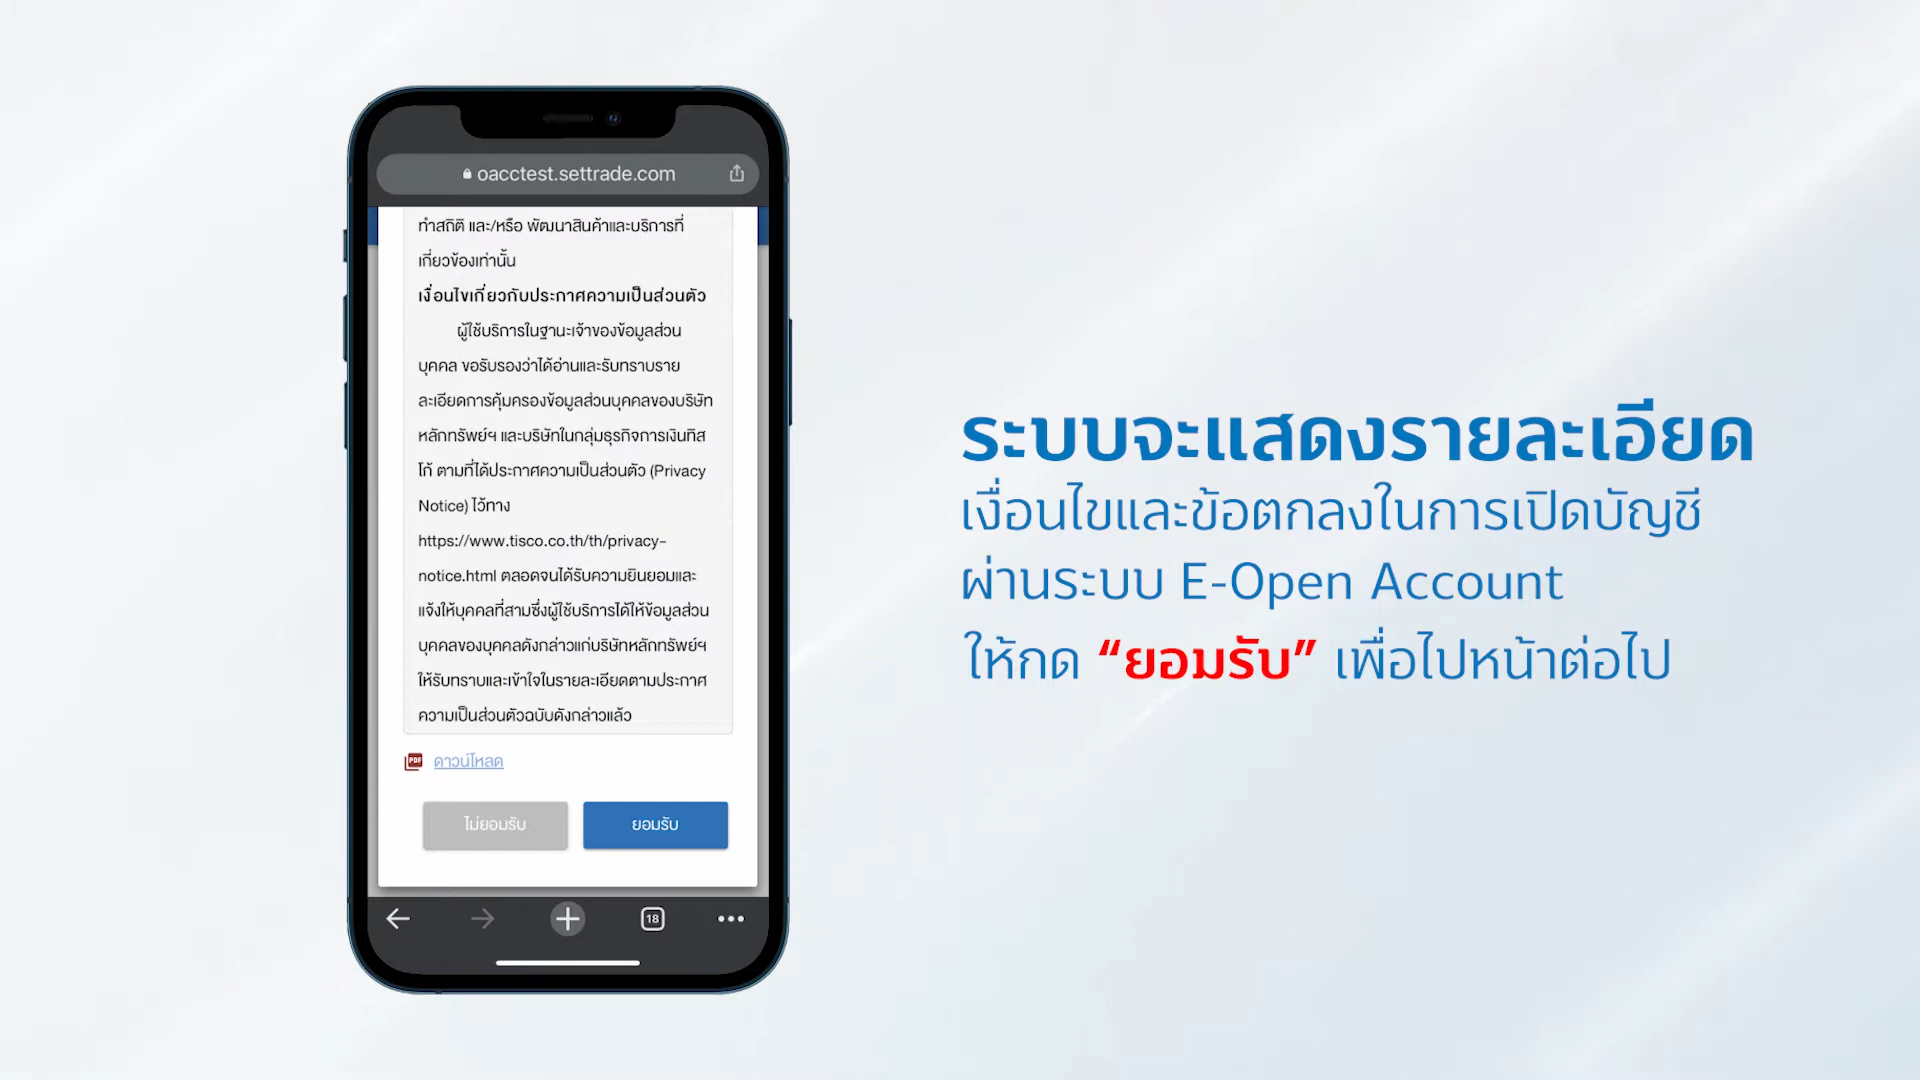 oacctest.settrade.com
ทำสถิติ และ/หรือ พัฒนาสินค้าและบริการที่
เกี่ยวข้องเท่านั้น
เงื่อนไขเกี่ยวกับประกาศความเป็นส่วนตัว
ผู้ใช้บริการในฐานะเจ้าของข้อมูลส่วน
บุคคล ขอรับรองว่าได้อ่านและรับทราบราย
ละเอียดการคุ้มครองข้อมูลส่วนบุคคลของบริษัท
หลักทรัพย์ฯ และบริษัทในกลุ่มธุรกิจการเงินทิส
โก้ ตามที่ได้ประกาศความเป็นส่วนตัว (Privacy
Notice) ไว้ทาง
https://www.tisco.co.th/th/privacy-
notice.html ตลอดจนได้รับความยินยอมและ
แจ้งให้บุคคลที่สามซึ่งผู้ใช้บริการได้ให้ข้อมูลส่วน
บุคคลของบุคคลดังกล่าวแก่บริษัทหลักทรัพย์ฯ
ให้รับทราบและเข้าใจในรายละเอียดตามประกาศ
ความเป็นส่วนตัวฉบับดังกล่าวแล้ว
PDF ดาวน์โหลด
ไม่ยอมรับ ยอมรับ
18
ระบบจะแสดงรายละเอียด
เงื่อนไขและข้อตกลงในการเปิดบัญชี
ผ่านระบบ E-Open Account
ให้กด “ยอมรับ” เพื่อไปหน้าต่อไป